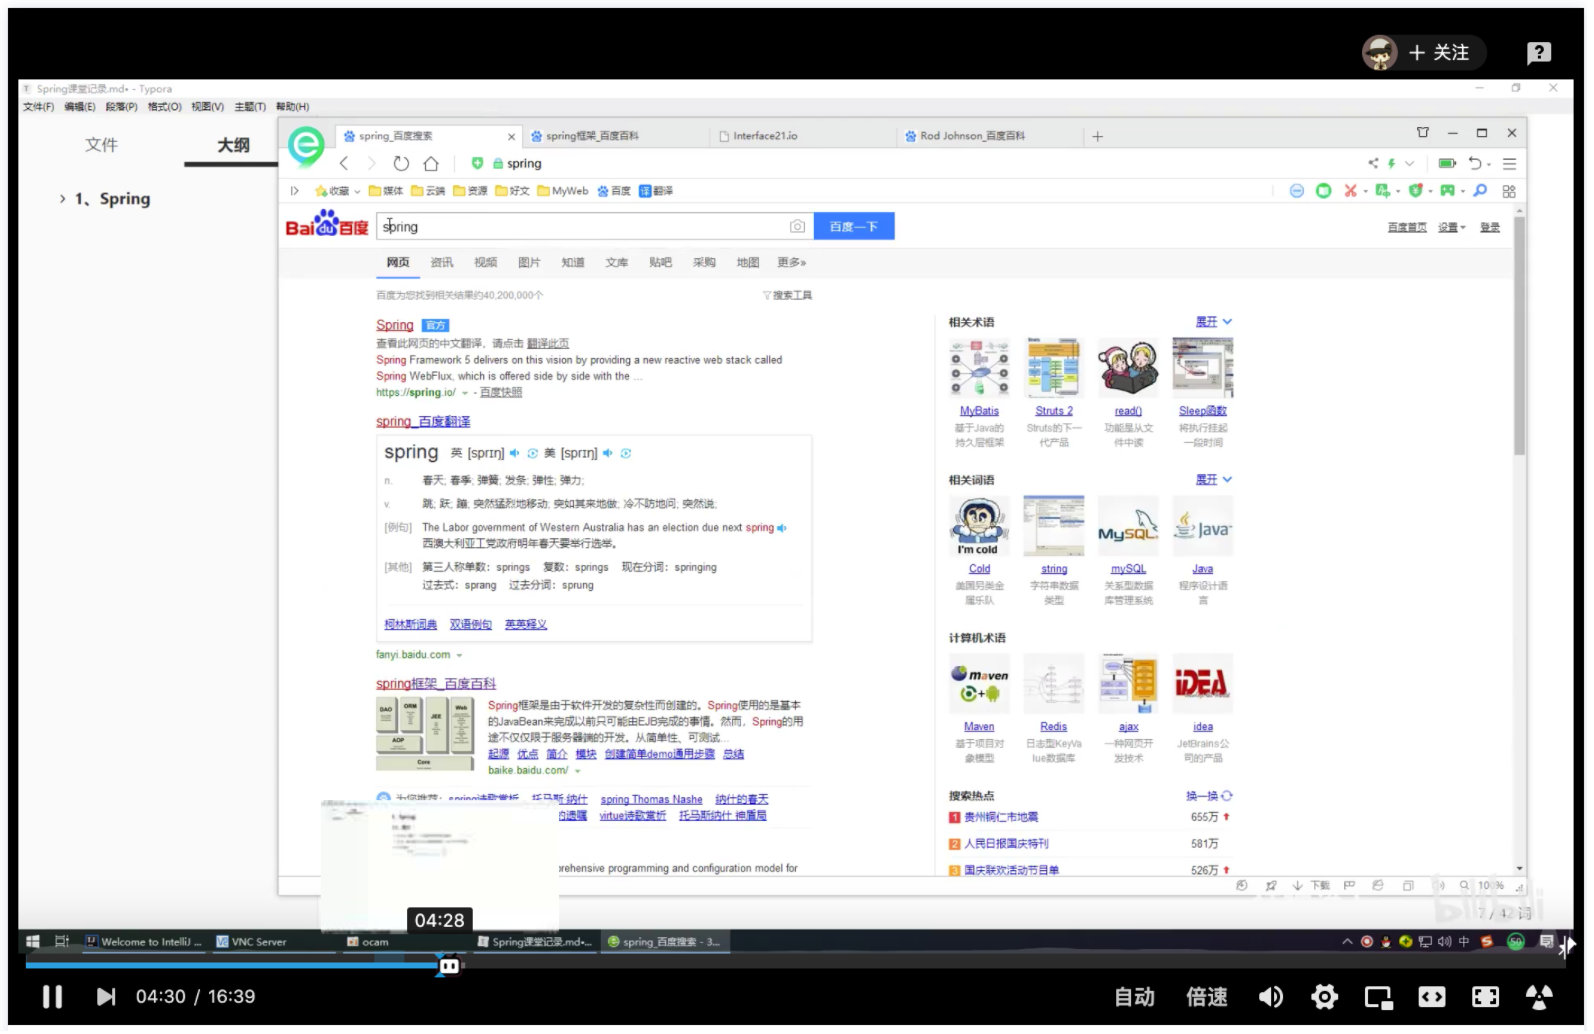 + 关注
Spring课堂记录.md• - Typora
文件(F) 编辑(E) 段落(P) 格式(O) 视图(V) 主题(T) 帮助(H)
文件 大纲
1、Spring
spring_百度搜索 spring框架_百度百科 Interface21.io Rod Johnson_百度百科
spring
收藏 媒体 云端 资源 好文 MyWeb 百度 翻译
Bai du 百度 spring 百度一下 百度首页 设置 登录
网页 资讯 视频 图片 知道 文库 贴吧 采购 地图 更多»
百度为您找到相关结果约40,200,000个 搜索工具
Spring 官方
查看此网页的中文翻译，请点击 翻译此页
Spring Framework 5 delivers on this vision by providing a new reactive web stack called
Spring WebFlux, which is offered side by side with the ...
https://spring.io/ - 百度快照
spring_百度翻译
spring 英 [sprɪŋ] 美 [sprɪŋ]
n. 春天; 春季; 弹簧; 发条; 弹性; 弹力;
v. 跳; 跃; 蹦; 突然猛烈地移动; 突如其来地做; 冷不防地问; 突然说;
[例句] The Labor government of Western Australia has an election due next spring
西澳大利亚工党政府明年春天要举行选举。
[其他] 第三人称单数：springs 复数：springs 现在分词：springing
过去式：sprang 过去分词：sprung
柯林斯词典 双语例句 英英释义
fanyi.baidu.com
spring框架_百度百科
DAO ORM JEE Web AOP Core
Spring框架是由于软件开发的复杂性而创建的。Spring使用的是基本
的JavaBean来完成以前只可能由EJB完成的事情。然而，Spring的用
途不仅仅限于服务器端的开发。从简单性、可测试...
起源 优点 简介 模块 创建简单demo通用步骤 总结
baike.baidu.com/
为您推荐：spring诗歌赏析 托马斯纳什 spring Thomas Nashe 纳什的春天
的遗嘱 virtue诗歌赏析 托马斯纳什 神盾局
rehensive programming and configuration model for
相关术语 展开
MyBatis Struts 2 read() Sleep函数
基于Java的 Struts的下一 功能是从文 将执行挂起
持久层框架 代产品 件中读 一段时间
相关词语 展开
I'm cold MySQL Java
Cold string mySQL Java
美国另类金 字符串数据 关系型数据 程序设计语
属乐队 类型 库管理系统 言
计算机术语
maven IDEA
Maven Redis ajax idea
基于项目对 日志型KeyVa 一种网页开 JetBrains公
象模型 lue数据库 发技术 司的产品
搜索热点 换一换
1 贵州铜仁市地震 655万
2 人民日报国庆特刊 581万
3 国庆联欢活动节目单 526万
下载 100%
bilibili
7 / 42 词
04:28
Welcome to IntelliJ ... VNC Server ocam Spring课堂记录.md•... spring_百度搜索 - 3... 中 50
04:30 / 16:39 自动 倍速